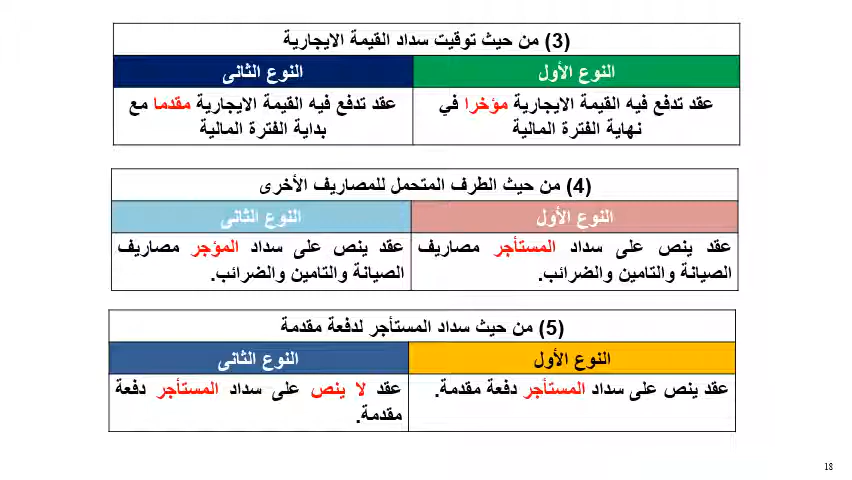 (3) من حيث توقيت سداد القيمة الايجارية
النوع الأول
النوع الثانى
عقد تدفع فيه القيمة الايجارية مؤخرا في
نهاية الفترة المالية
عقد تدفع فيه القيمة الايجارية مقدما مع
بداية الفترة المالية
(4) من حيث الطرف المتحمل للمصاريف الأخرى
النوع الأول
النوع الثانى
عقد ينص على سداد المستأجر مصاريف
الصيانة والتامين والضرائب.
عقد ينص على سداد المؤجر مصاريف
الصيانة والتامين والضرائب.
(5) من حيث سداد المستأجر لدفعة مقدمة
النوع الأول
النوع الثانى
عقد ينص على سداد المستأجر دفعة مقدمة.
عقد لا ينص على سداد المستأجر دفعة
مقدمة.
18